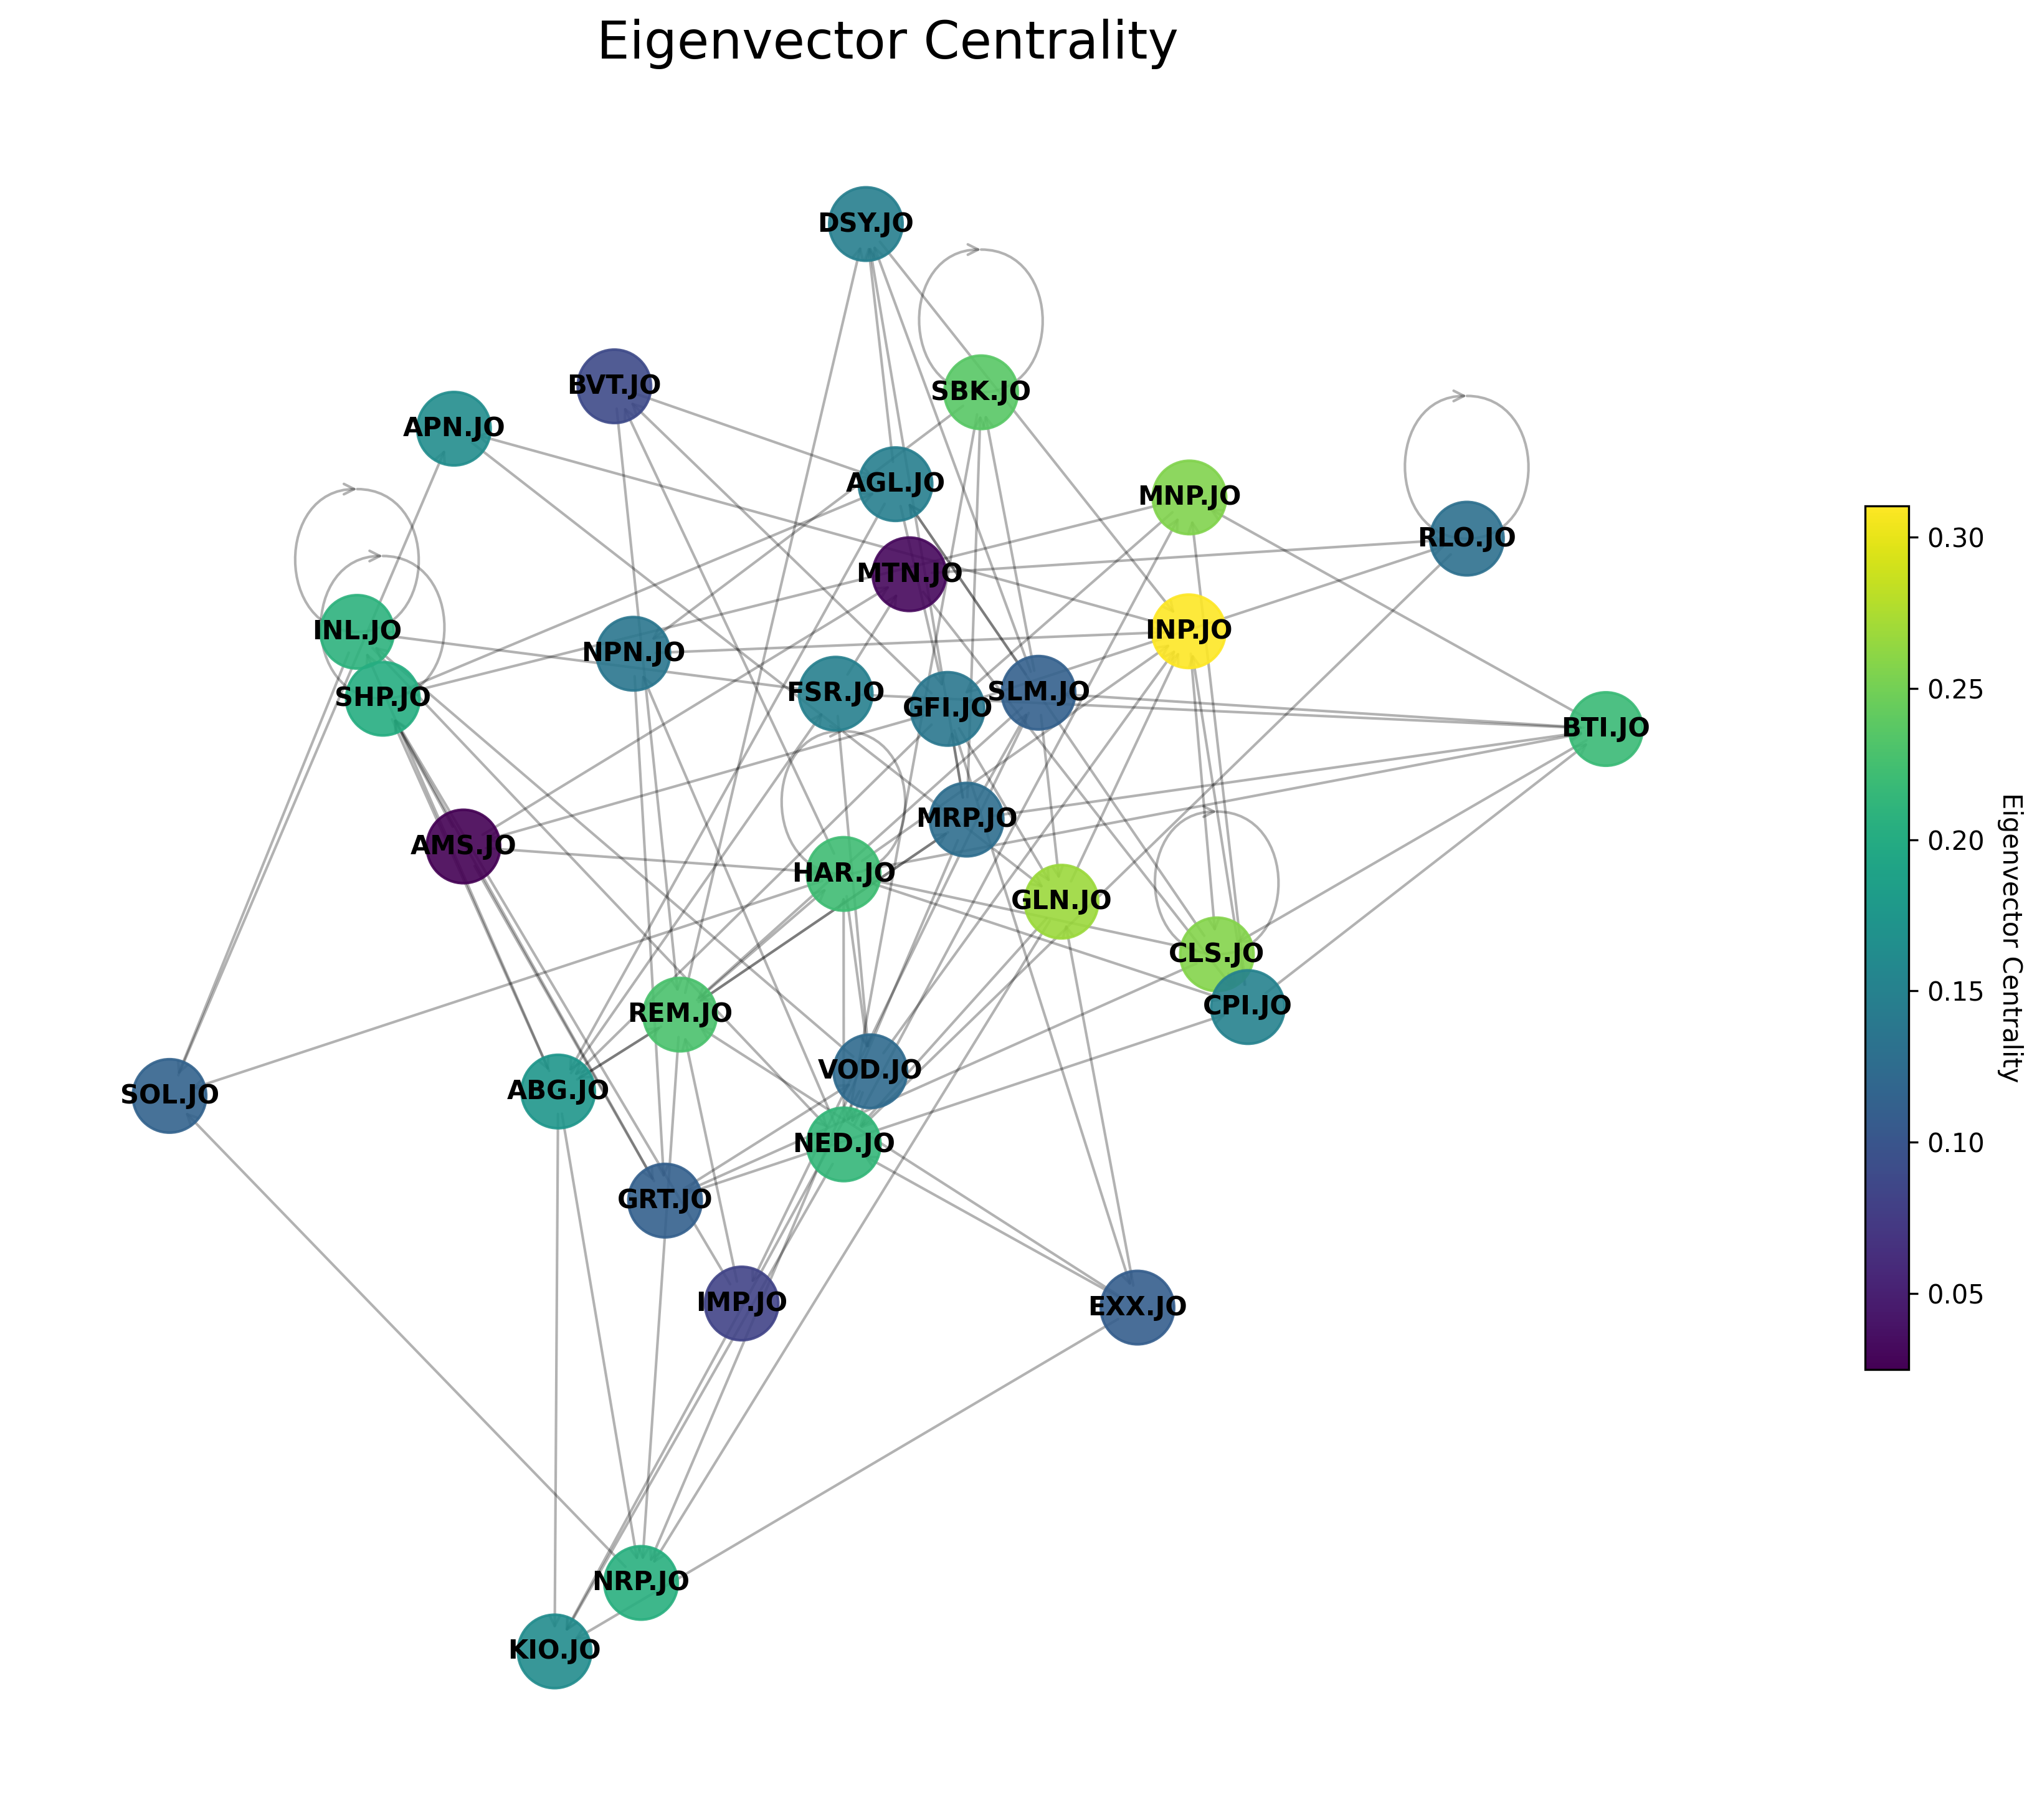 Eigenvector Centrality
DSY.JO
BVT.JO
SBK.JO
APN.JO
AGL.JO
MNP.JO
RLO.JO
MTN.JO
INL.JO
INP.JO
NPN.JO
SHP.JO
FSR.JO
GFI.JO
SLM.JO
BTI.JO
MRP.JO
AMS.JO
HAR.JO
GLN.JO
CLS.JO
CPI.JO
REM.JO
VOD.JO
ABG.JO
SOL.JO
NED.JO
GRT.JO
IMP.JO
EXX.JO
NRP.JO
KIO.JO
0.30
0.25
0.20
0.15
0.10
0.05
Eigenvector Centrality